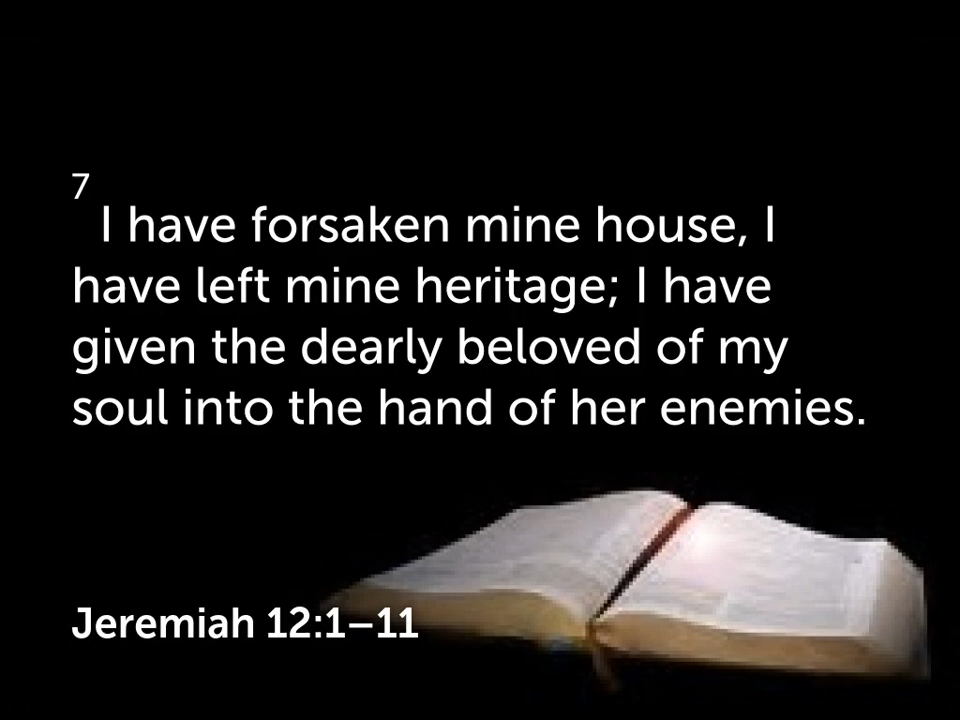 7
I have forsaken mine house, I
have left mine heritage; I have
given the dearly beloved of my
soul into the hand of her enemies.
Jeremiah 12:1–11